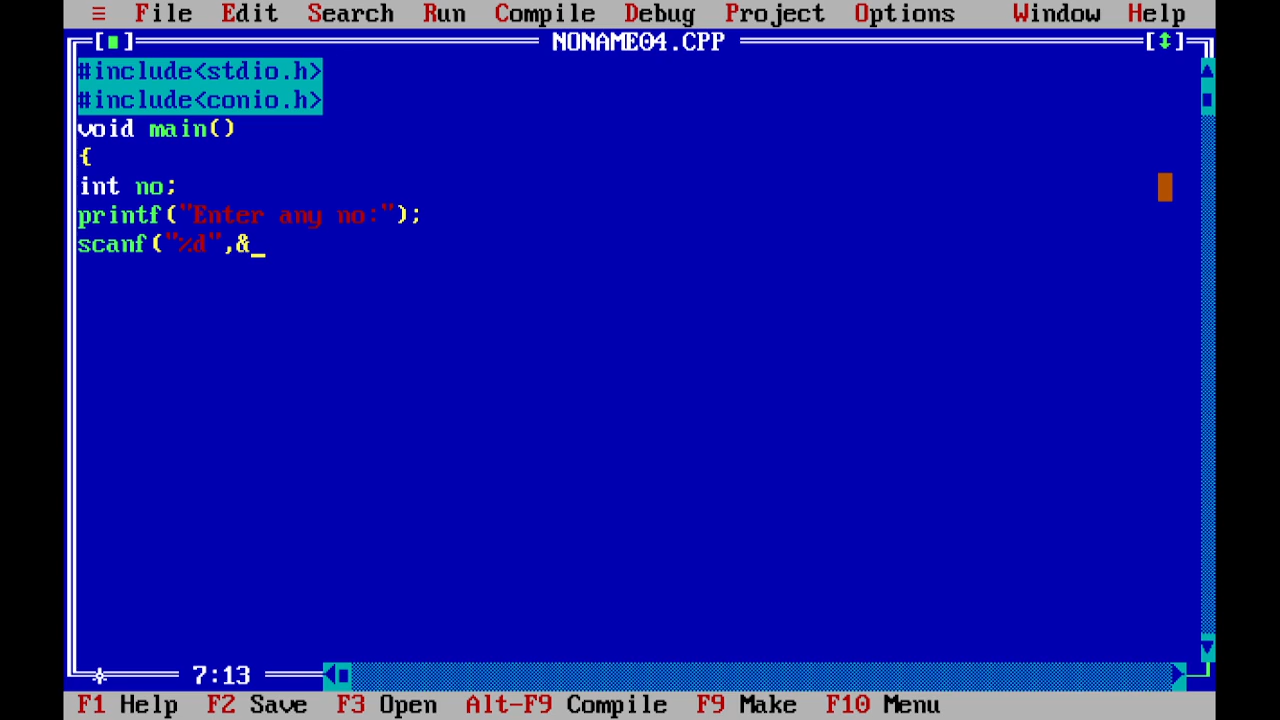 ≡ File Edit Search Run Compile Debug Project Options Window Help
[■] NONAME04.CPP [↕]
#include<stdio.h>
#include<conio.h>
void main()
{
int no;
printf("Enter any no:");
scanf("%d",&_
7:13
F1 Help F2 Save F3 Open Alt-F9 Compile F9 Make F10 Menu